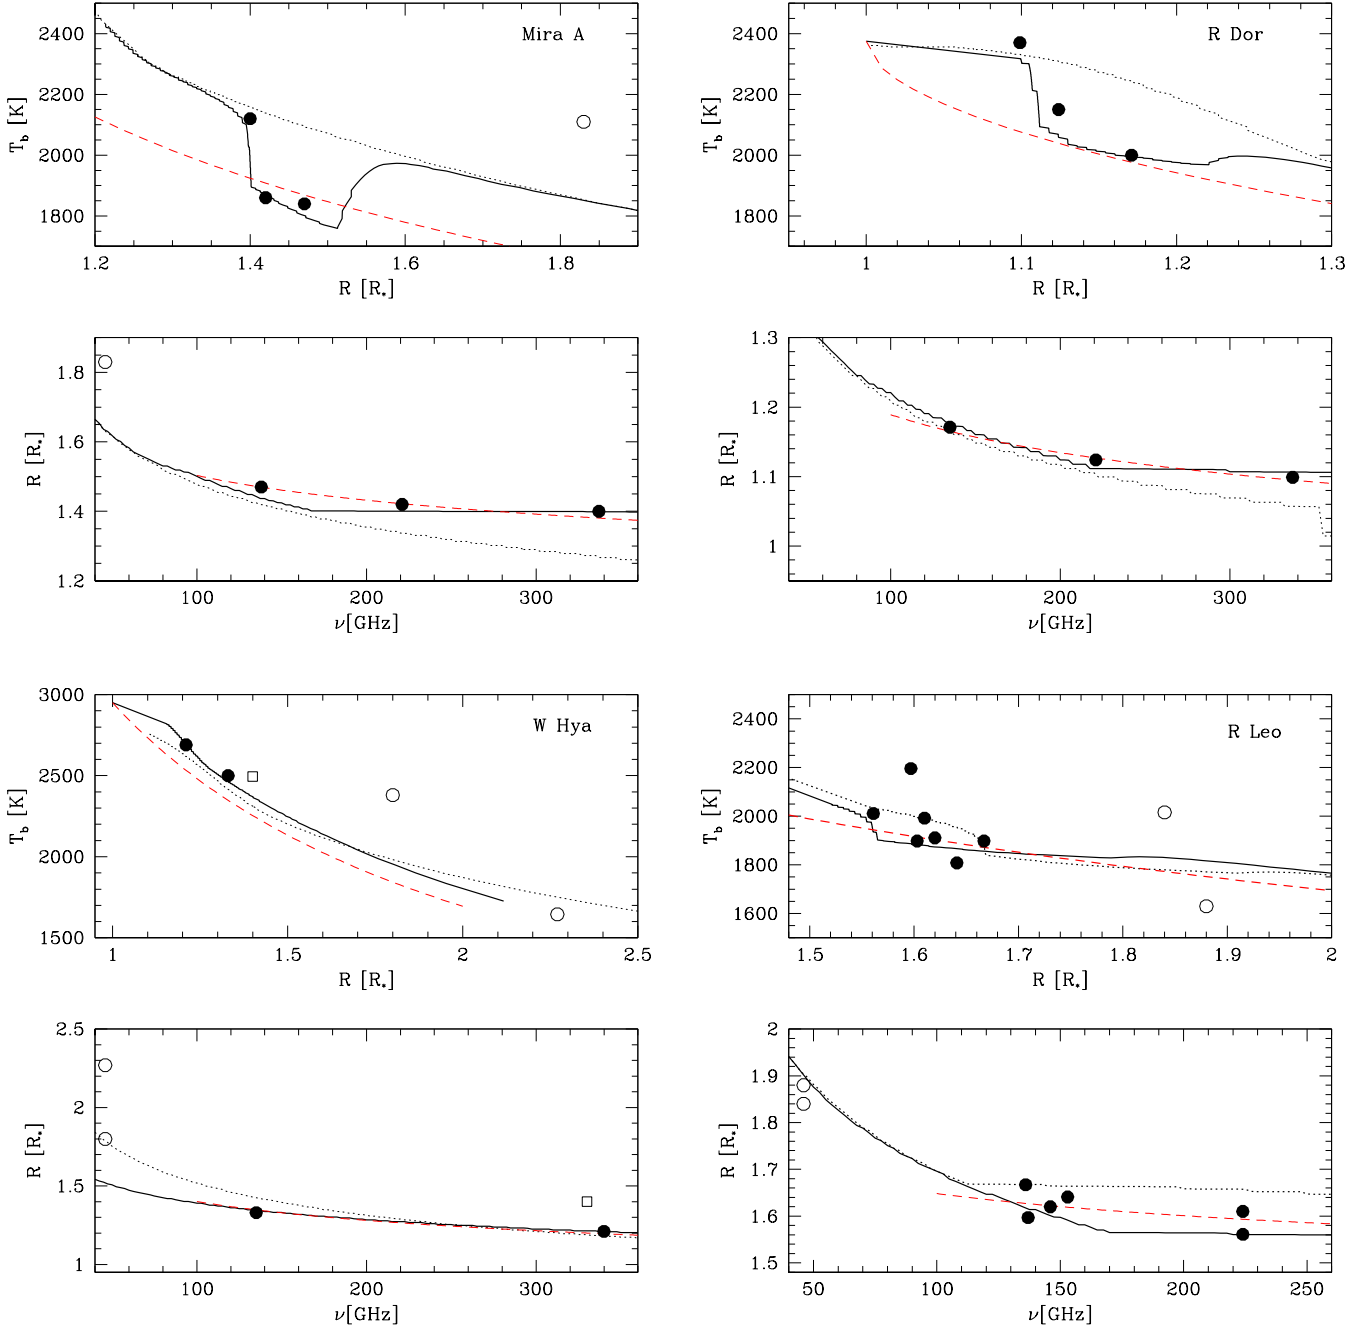 Mira A
2400
2200
2000
1800
T_b [K]
1.2 1.4 1.6 1.8
R [R*]
R Dor
2400
2200
2000
1800
T_b [K]
1 1.1 1.2 1.3
R [R*]
1.8
1.6
1.4
1.2
R [R*]
100 200 300
ν[GHz]
1.3
1.2
1.1
1
R [R*]
100 200 300
ν[GHz]
W Hya
3000
2500
2000
1500
T_b [K]
1 1.5 2 2.5
R [R*]
R Leo
2400
2200
2000
1800
1600
T_b [K]
1.5 1.6 1.7 1.8 1.9 2
R [R*]
2.5
2
1.5
1
R [R*]
100 200 300
ν[GHz]
2
1.9
1.8
1.7
1.6
1.5
R [R*]
50 100 150 200 250
ν[GHz]